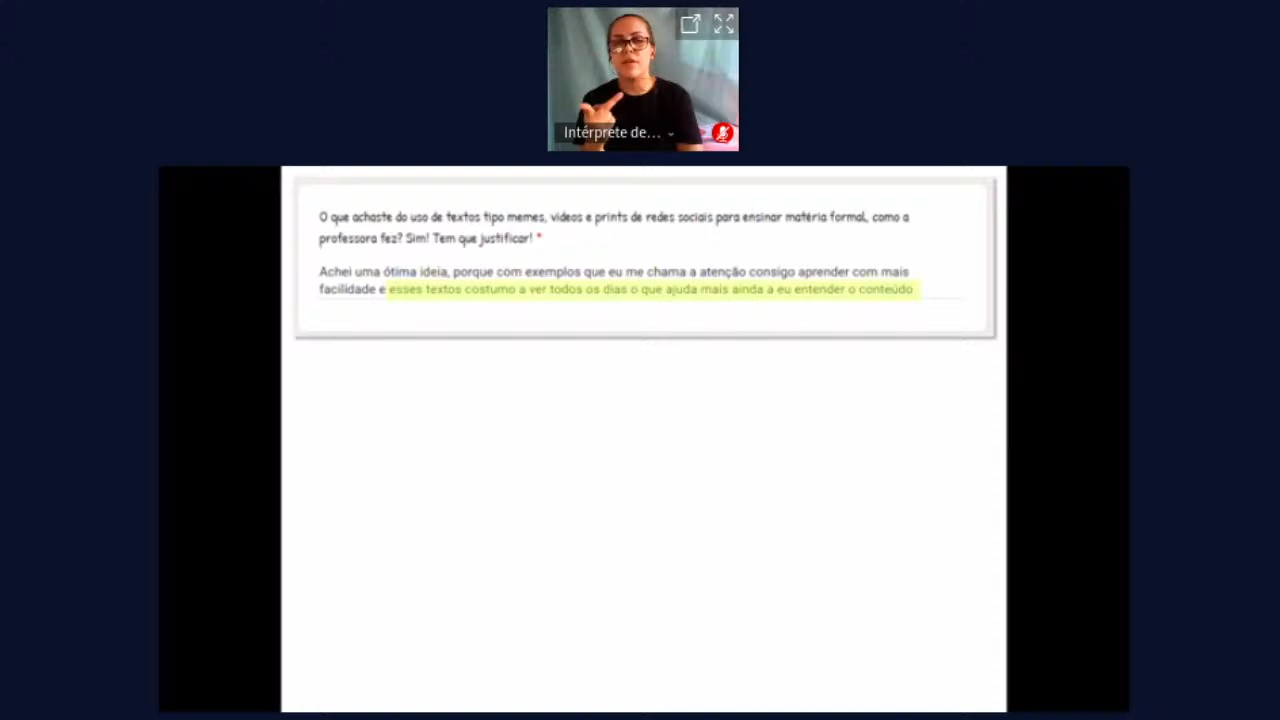 Intérprete de...
O que achaste do uso de textos tipo memes, vídeos e prints de redes sociais para ensinar matéria formal, como a
professora fez? Sim! Tem que justificar! *
Achei uma ótima ideia, porque com exemplos que eu me chama a atenção consigo aprender com mais
facilidade e esses textos costumo a ver todos os dias o que ajuda mais ainda a eu entender o conteúdo